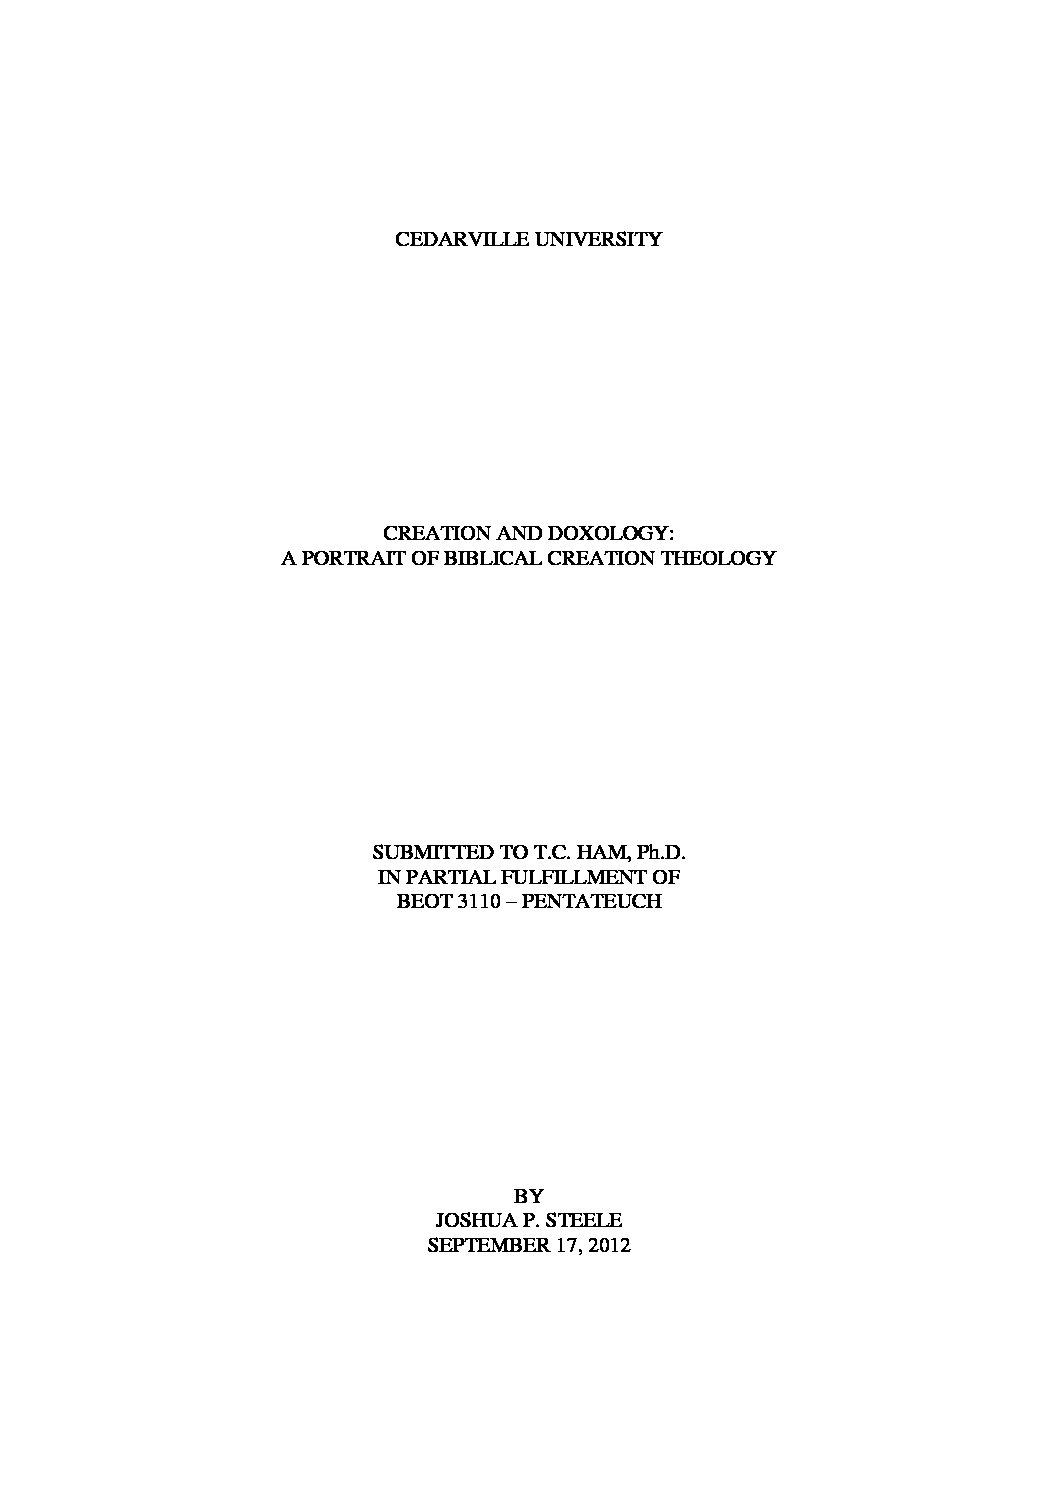 CEDARVILLE UNIVERSITY
CREATION AND DOXOLOGY:
A PORTRAIT OF BIBLICAL CREATION THEOLOGY
SUBMITTED TO T.C. HAM, Ph.D.
IN PARTIAL FULFILLMENT OF
BEOT 3110 – PENTATEUCH
BY
JOSHUA P. STEELE
SEPTEMBER 17, 2012